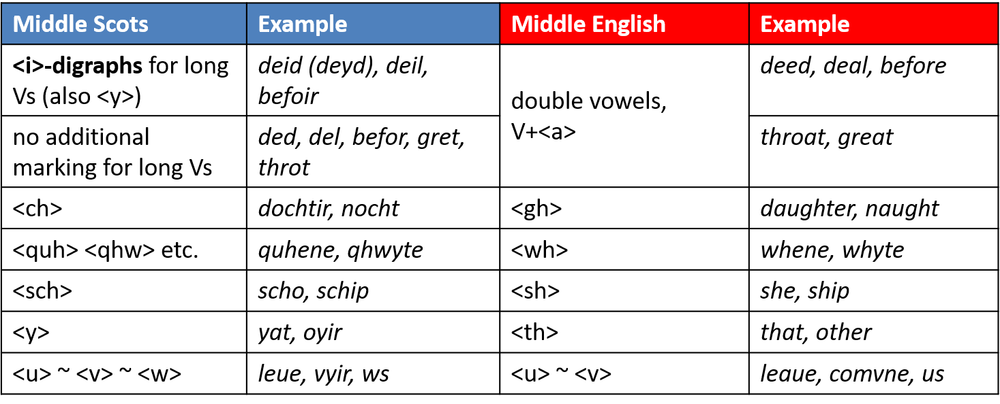 Middle Scots Example Middle English Example
<i>-digraphs for long
Vs (also <y>)
deid (deyd), deil,
befoir
double vowels,
V+<a>
deed, deal, before
no additional
marking for long Vs
ded, del, befor, gret,
throt
throat, great
<ch> dochtir, nocht <gh> daughter, naught
<quh> <qhw> etc. quhene, qhwyte <wh> whene, whyte
<sch> scho, schip <sh> she, ship
<y> yat, oyir <th> that, other
<u> ~ <v> ~ <w> leue, vyir, ws <u> ~ <v> leaue, comvne, us